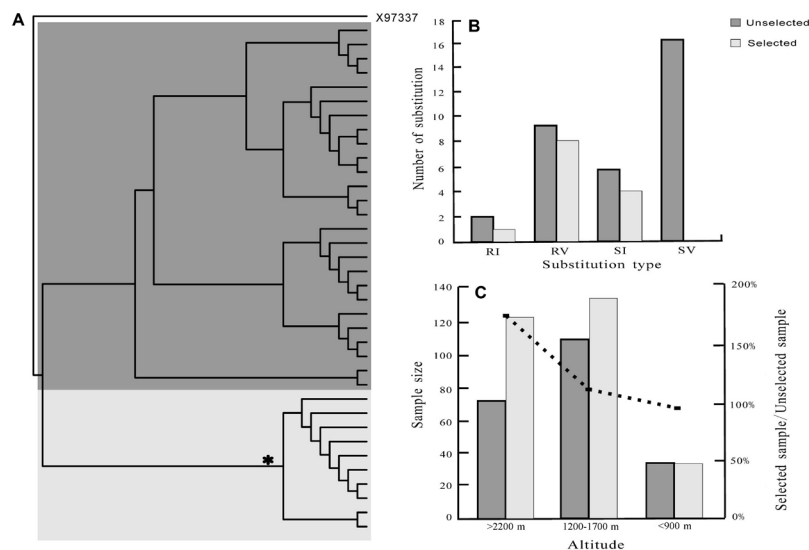 A
X97337
B
Unselected
Selected
Number of substitution
18
16
14
12
10
8
6
4
2
0
RI RV SI SV
Substitution type
C
Sample size
140
120
100
80
60
40
20
0
200%
150%
100%
50%
0%
Selected sample/Unselected sample
>2200 m 1200-1700 m <900 m
Altitude
*